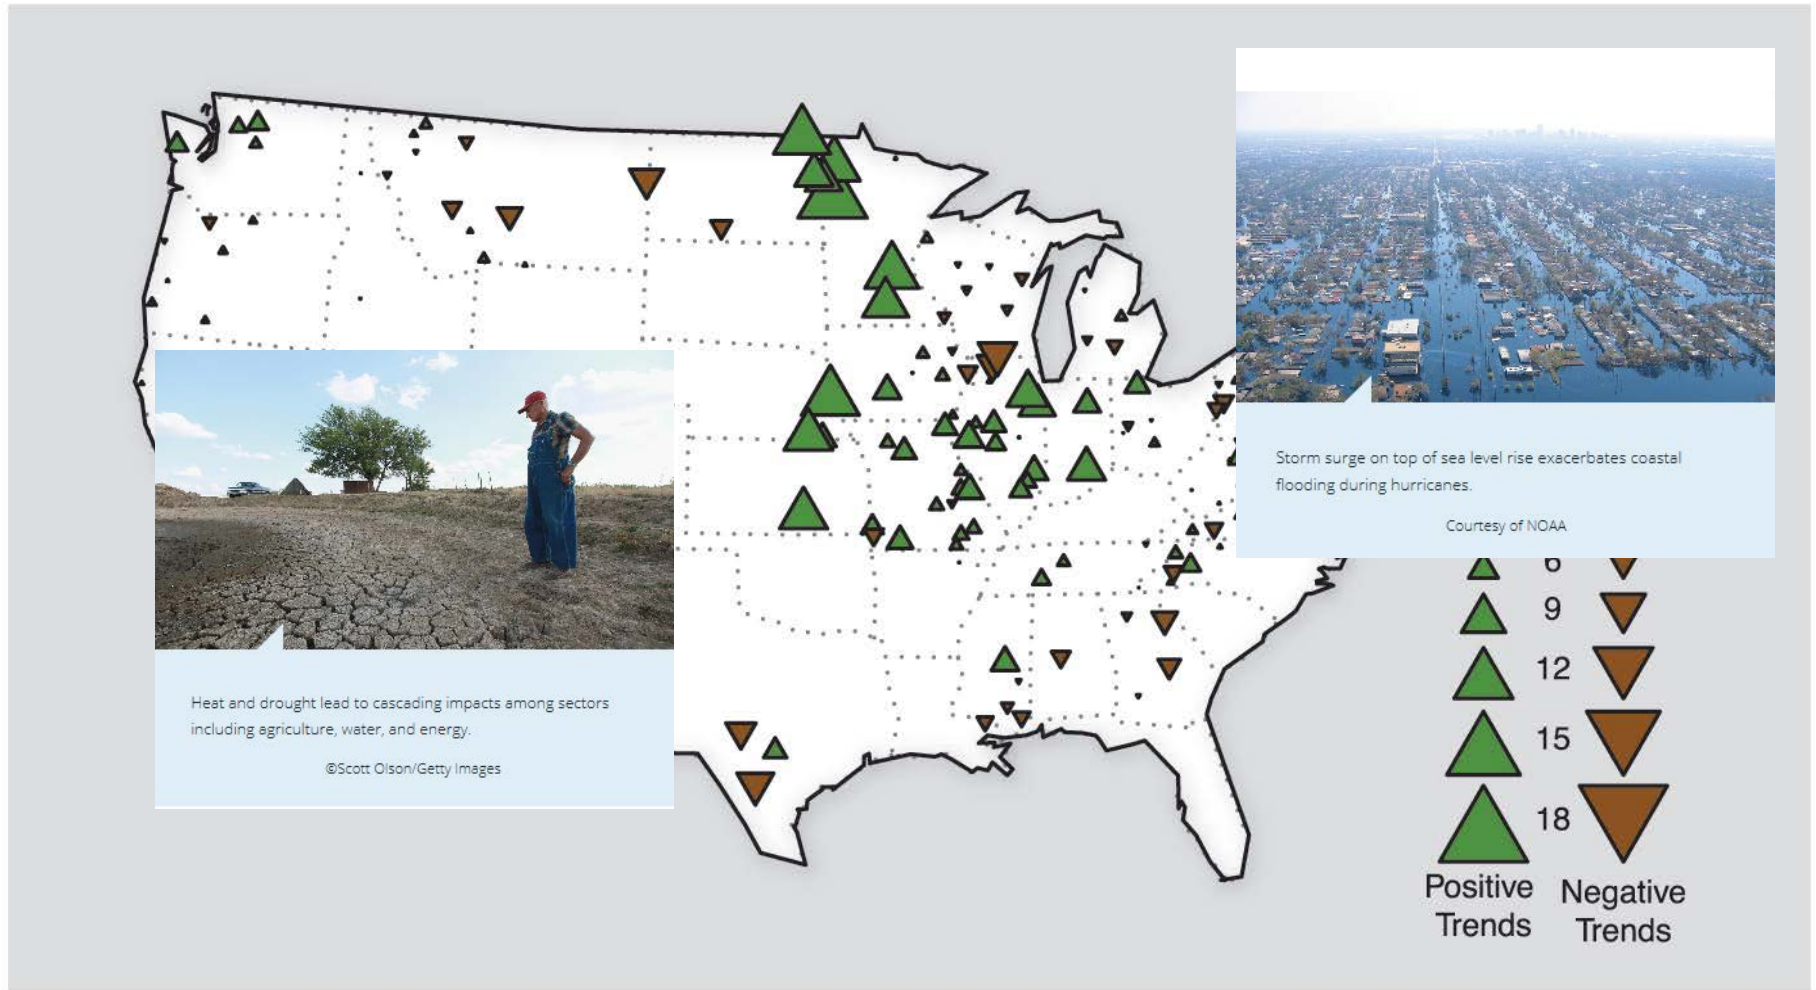 Storm surge on top of sea level rise exacerbates coastal
flooding during hurricanes.
Courtesy of NOAA
Heat and drought lead to cascading impacts among sectors
including agriculture, water, and energy.
©Scott Olson/Getty Images
6
9
12
15
18
Positive
Trends
Negative
Trends